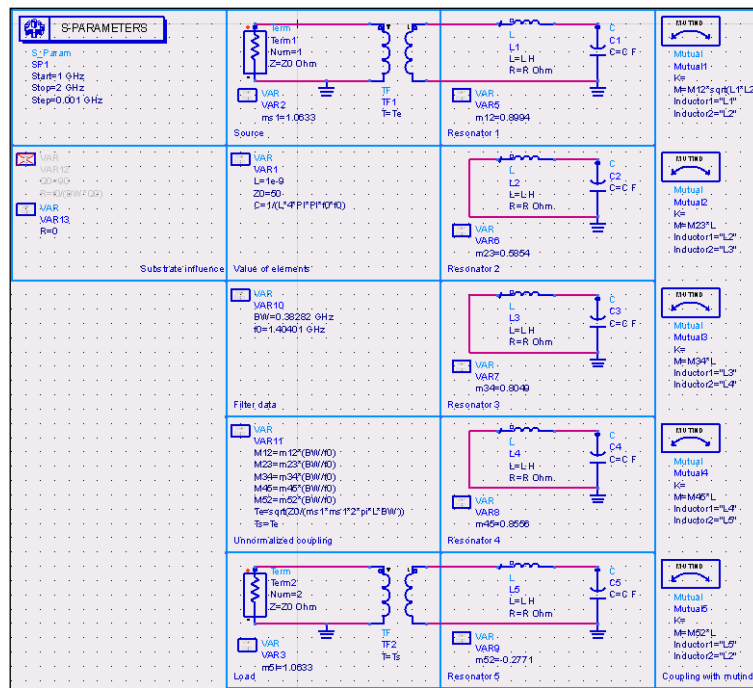 S-PARAMETERS
S_Param
SP1
Start=1 GHz
Stop=2 GHz
Step=0.001 GHz
Term
Term1
Num=1
Z=Z0 Ohm
VAR
VAR2
ms1=1.0633
TF
TF1
T=Te
Source
L
L1
L=L H
R=R Ohm
C
C1
C=C F
VAR
VAR5
m12=0.8994
Resonator 1
MUTIND
Mutual
Mutual1
K=
M=M12*sqrt(L1*L2
Inductor1="L1"
Inductor2="L2"
VAR
VAR12
VAR
VAR13
R=0
Substrate influence
VAR
VAR1
L=1e-9
Z0=50
C=1/(L*4*PI*PI*f0*f0)
Value of elements
L
L2
L=L H
R=R Ohm
C
C2
C=C F
VAR
VAR6
m23=0.5854
Resonator 2
MUTIND
Mutual
Mutual2
K=
M=M23*L
Inductor1="L2"
Inductor2="L3"
VAR
VAR10
BW=0.38282 GHz
f0=1.40401 GHz
Filter data
L
L3
L=L H
R=R Ohm
C
C3
C=C F
VAR
VAR7
m34=0.8049
Resonator 3
MUTIND
Mutual
Mutual3
K=
M=M34*L
Inductor1="L3"
Inductor2="L4"
VAR
VAR11
M12=m12*(BW/f0)
M23=m23*(BW/f0)
M34=m34*(BW/f0)
M45=m45*(BW/f0)
M52=m52*(BW/f0)
Te=sqrt(Z0/(ms1*ms1*2*pi*L*BW))
Ts=Te
Unnormalized coupling
L
L4
L=L H
R=R Ohm
C
C4
C=C F
VAR
VAR8
m45=0.8556
Resonator 4
MUTIND
Mutual
Mutual4
K=
M=M45*L
Inductor1="L4"
Inductor2="L5"
Term
Term2
Num=2
Z=Z0 Ohm
VAR
VAR3
m5l=1.0633
TF
TF2
T=Ts
Load
L
L5
L=L H
R=R Ohm
C
C5
C=C F
VAR
VAR9
m52=-0.2771
Resonator 5
MUTIND
Mutual
Mutual5
K=
M=M52*L
Inductor1="L5"
Inductor2="L2"
Coupling with mutind